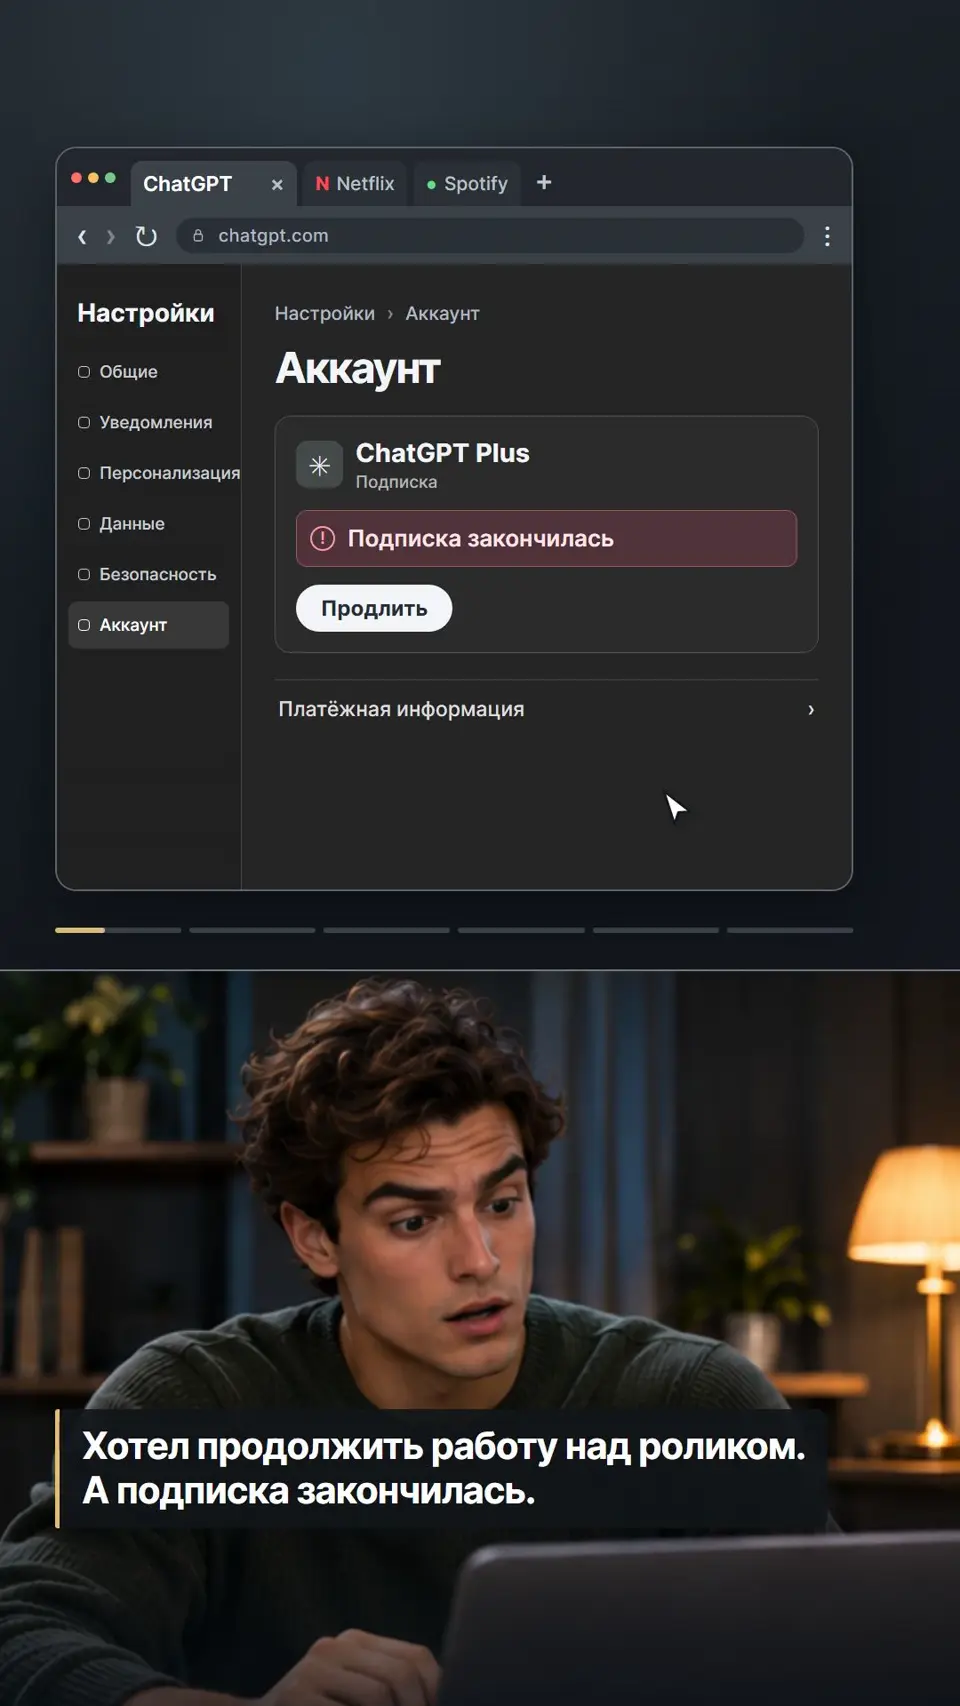 ChatGPT × N Netflix Spotify +
chatgpt.com
Настройки
Общие
Уведомления
Персонализация
Данные
Безопасность
Аккаунт
Настройки › Аккаунт
Аккаунт
ChatGPT Plus
Подписка
! Подписка закончилась
Продлить
Платёжная информация ›
Хотел продолжить работу над роликом.
А подписка закончилась.